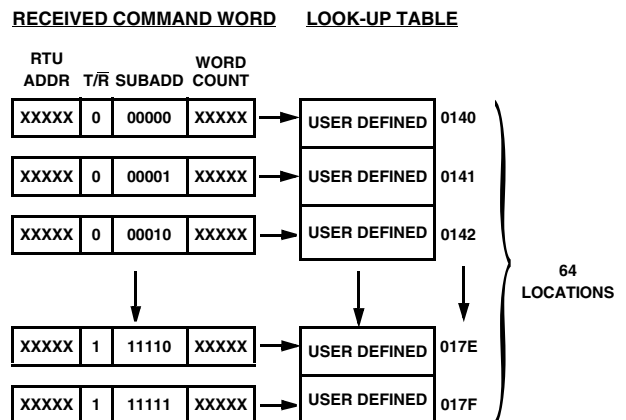 RECEIVED COMMAND WORD LOOK-UP TABLE
RTU ADDR T/R̅ SUBADD WORD COUNT
XXXXX 0 00000 XXXXX USER DEFINED 0140
XXXXX 0 00001 XXXXX USER DEFINED 0141
XXXXX 0 00010 XXXXX USER DEFINED 0142
64
LOCATIONS
XXXXX 1 11110 XXXXX USER DEFINED 017E
XXXXX 1 11111 XXXXX USER DEFINED 017F